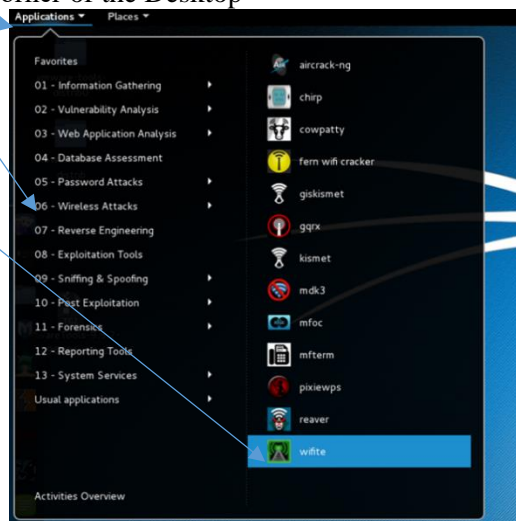 corner of the Desktop
Applications Places
Favorites
01 - Information Gathering
02 - Vulnerability Analysis
03 - Web Application Analysis
04 - Database Assessment
05 - Password Attacks
06 - Wireless Attacks
07 - Reverse Engineering
08 - Exploitation Tools
09 - Sniffing & Spoofing
10 - Post Exploitation
11 - Forensics
12 - Reporting Tools
13 - System Services
Usual applications
Activities Overview
aircrack-ng
chirp
cowpatty
fern wifi cracker
giskismet
gqrx
kismet
mdk3
mfoc
mfterm
pixiewps
reaver
wifite